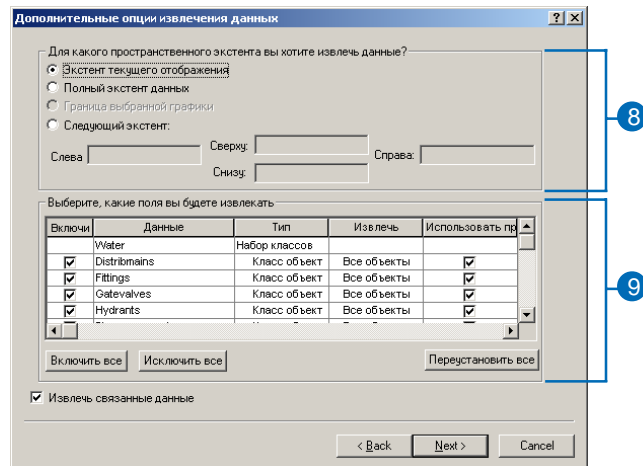 Дополнительные опции извлечения данных
Для какого пространственного экстента вы хотите извлечь данные?
Экстент текущего отображения
Полный экстент данных
Граница выбранной графики
Следующий экстент:
Слева
Сверху:
Справа:
Снизу:
8
Выберите, какие поля вы будете извлекать
Включи Данные Тип Извлечь Использовать пр
Water Набор классов
Distribmains Класс объект Все объекты
Fittings Класс объект Все объекты
Gatevalves Класс объект Все объекты
Hydrants Класс объект Все объекты
9
Включить все Исключить все Переустановить все
Извлечь связанные данные
< Back Next > Cancel